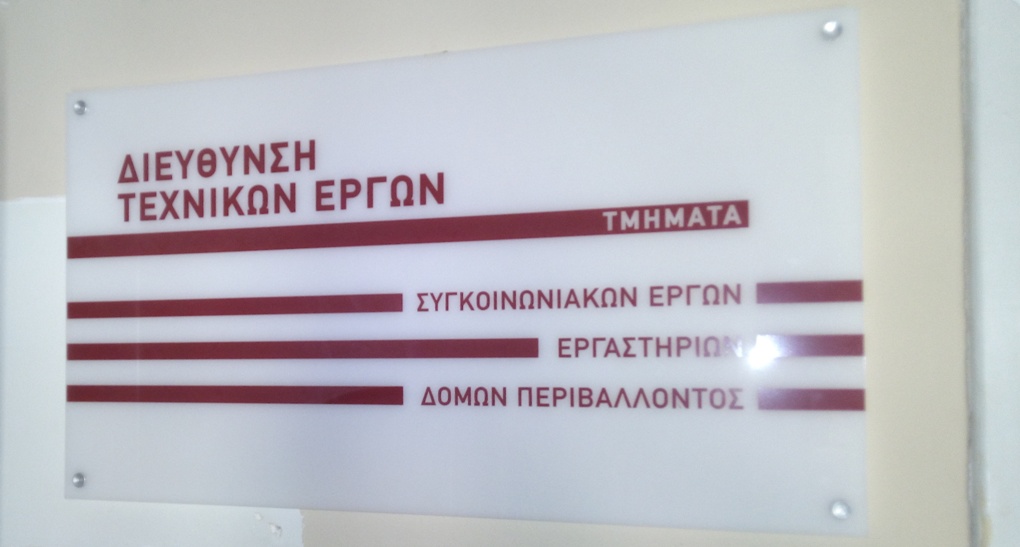 ΔΙΕΥΘΥΝΣΗ
ΤΕΧΝΙΚΩΝ ΕΡΓΩΝ
ΤΜΗΜΑΤΑ
ΣΥΓΚΟΙΝΩΝΙΑΚΩΝ ΕΡΓΩΝ
ΕΡΓΑΣΤΗΡΙΩΝ
ΔΟΜΩΝ ΠΕΡΙΒΑΛΛΟΝΤΟΣ